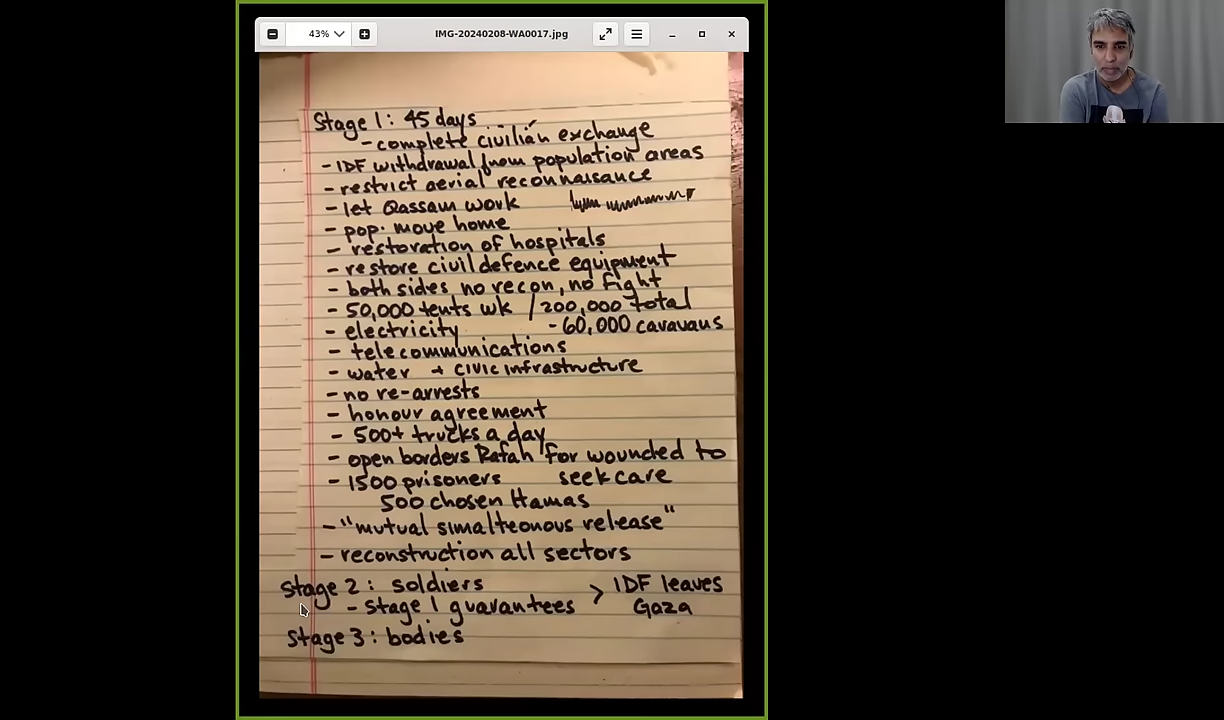 43%
IMG-20240208-WA0017.jpg
Stage 1: 45 days
- complete civilian exchange
- IDF withdrawal from population areas
- restrict aerial reconnaisance
- let Qassam work
- pop. move home
- restoration of hospitals
- restore civil defence equipment
- both sides no recon, no fight
- 50,000 tents wk / 200,000 total
- electricity - 60,000 caravans
- telecommunications
- water + civic infrastructure
- no re-arrests
- honour agreement
- 500+ trucks a day
- open borders Rafah for wounded to
- 1500 prisoners seek care
500 chosen Hamas
- "mutual simalteonous release"
- reconstruction all sectors
Stage 2: soldiers > IDF leaves
- Stage 1 guarantees Gaza
Stage 3: bodies